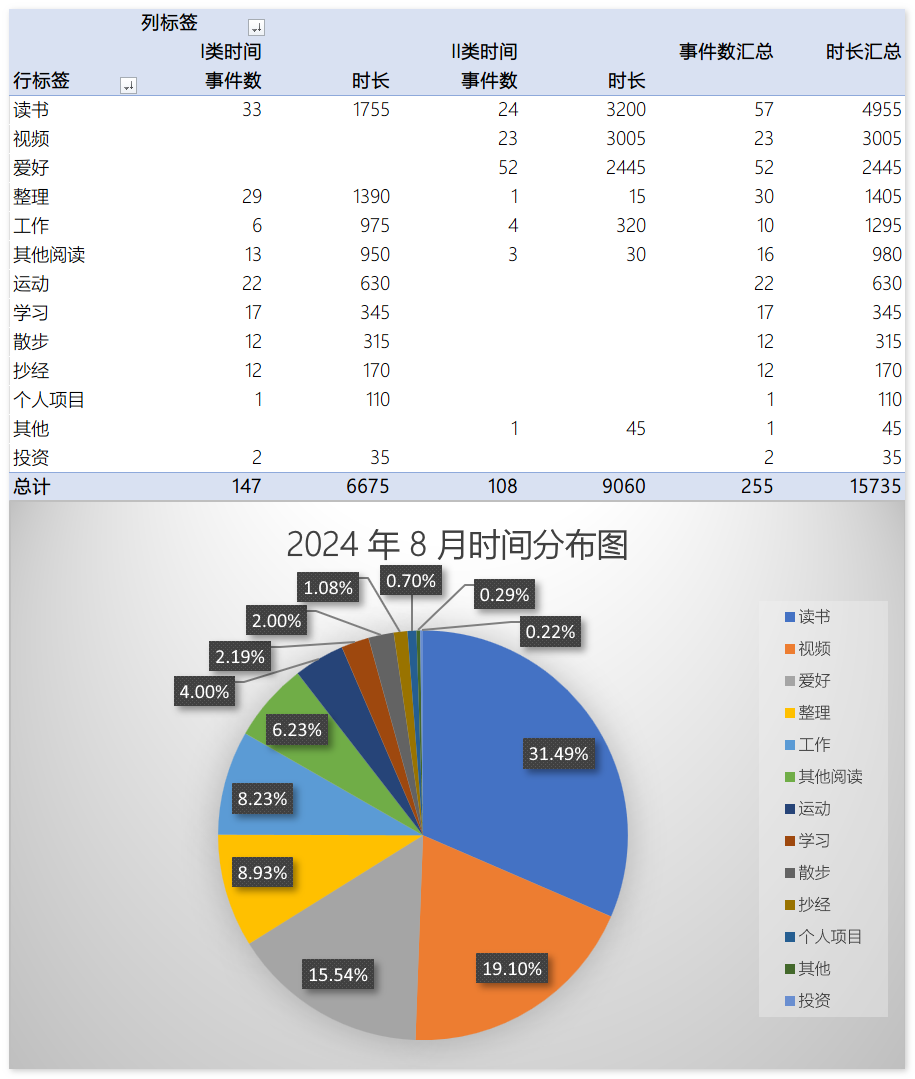 列标签
I类时间 II类时间 事件数汇总 时长汇总
行标签 事件数 时长 事件数 时长
读书 33 1755 24 3200 57 4955
视频 23 3005 23 3005
爱好 52 2445 52 2445
整理 29 1390 1 15 30 1405
工作 6 975 4 320 10 1295
其他阅读 13 950 3 30 16 980
运动 22 630 22 630
学习 17 345 17 345
散步 12 315 12 315
抄经 12 170 12 170
个人项目 1 110 1 110
其他 1 45 1 45
投资 2 35 2 35
总计 147 6675 108 9060 255 15735
2024 年 8 月时间分布图
0.70%
1.08%
0.29%
2.00%
0.22%
2.19%
4.00%
6.23%
31.49%
8.23%
8.93%
19.10%
15.54%
读书
视频
爱好
整理
工作
其他阅读
运动
学习
散步
抄经
个人项目
其他
投资